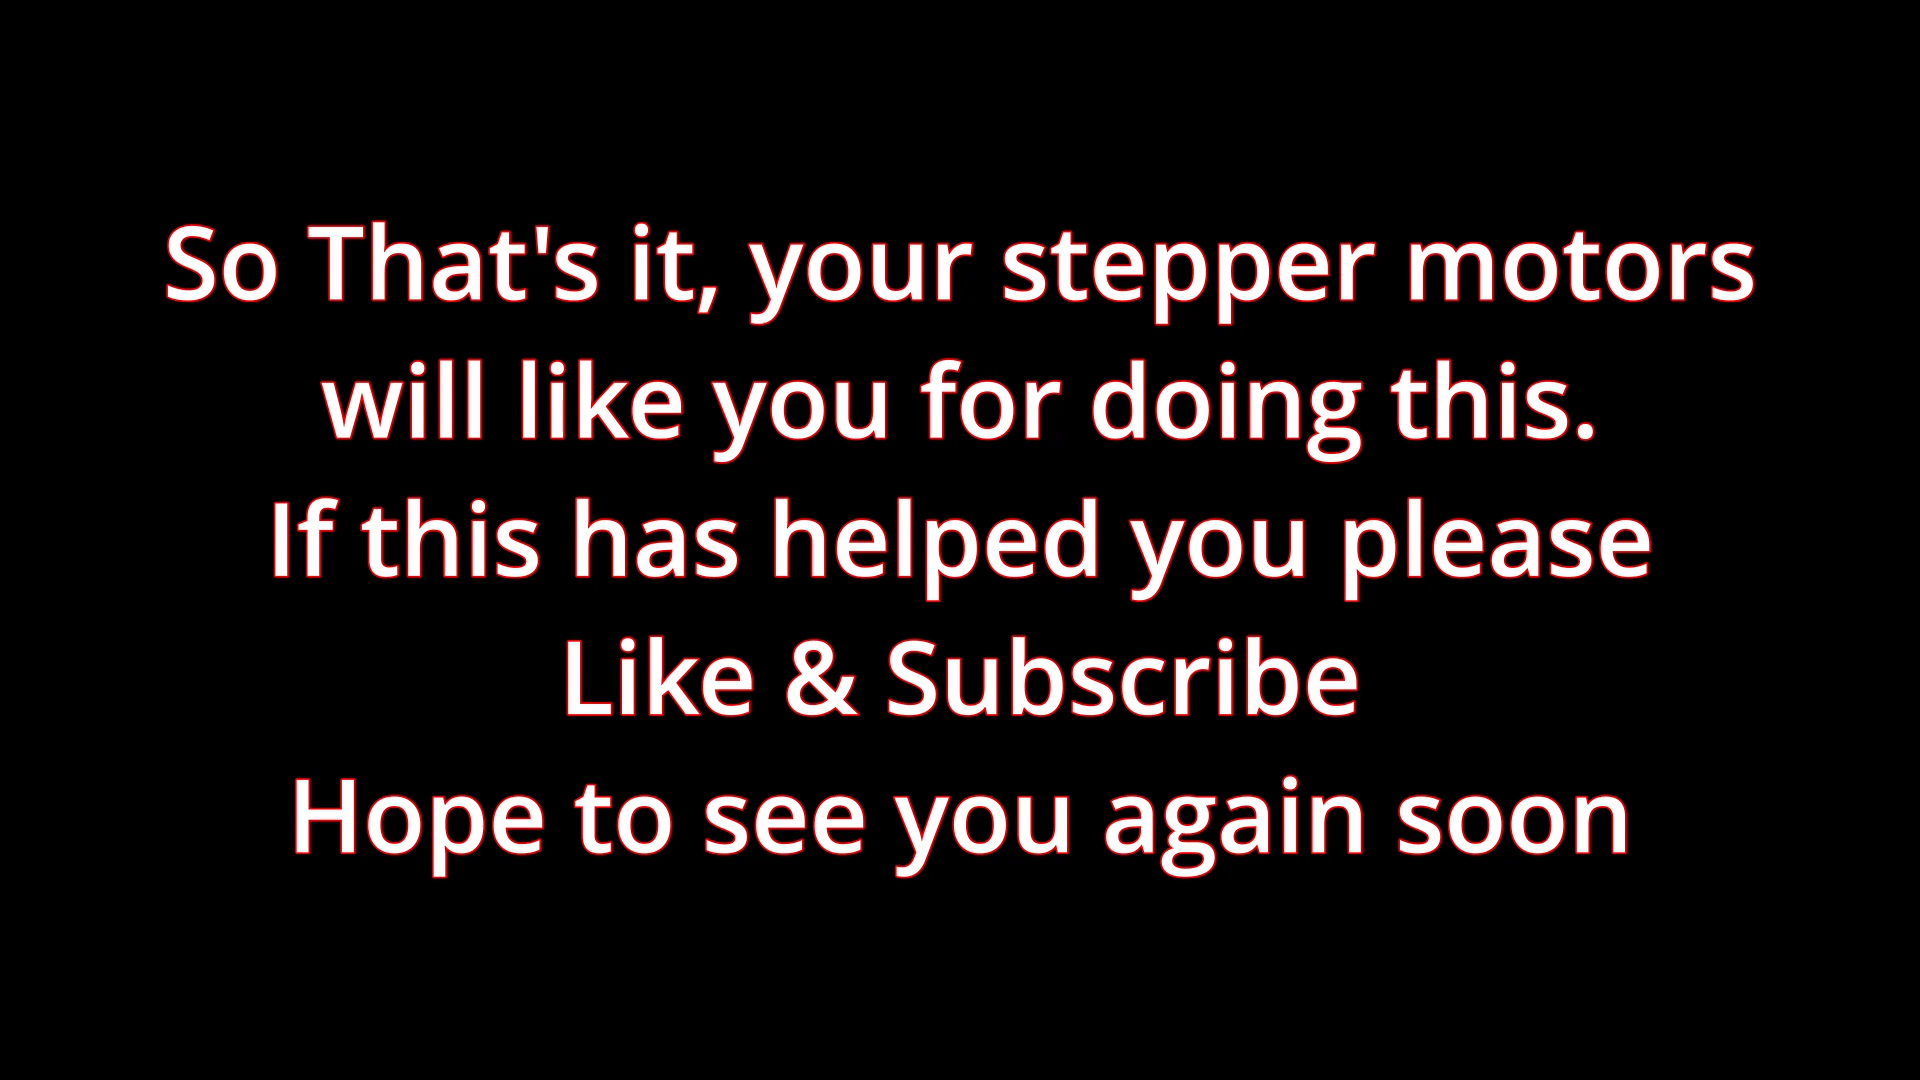 So That's it, your stepper motors
will like you for doing this.
If this has helped you please
Like & Subscribe
Hope to see you again soon